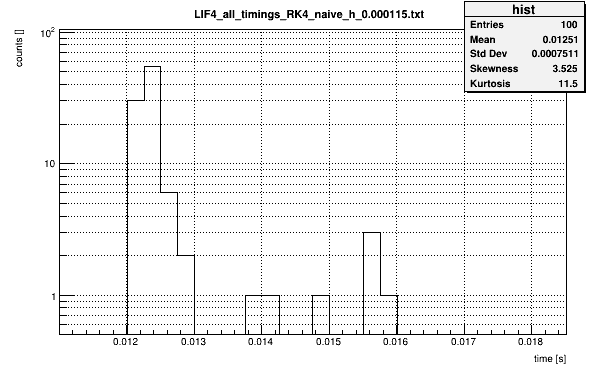 LIF4_all_timings_RK4_naive_h_0.000115.txt
hist
Entries 100
Mean 0.01251
Std Dev 0.0007511
Skewness 3.525
Kurtosis 11.5
counts []
10²
10
1
0.012 0.013 0.014 0.015 0.016 0.017 0.018
time [s]